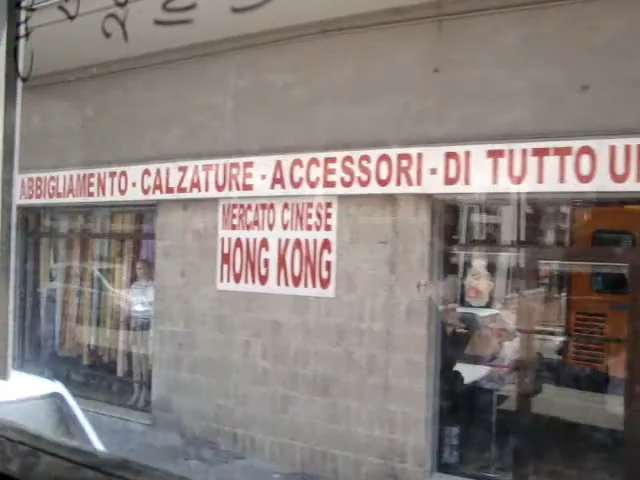 ABBIGLIAMENTO - CALZATURE - ACCESSORI - DI TUTTO
MERCATO CINESE
HONG KONG